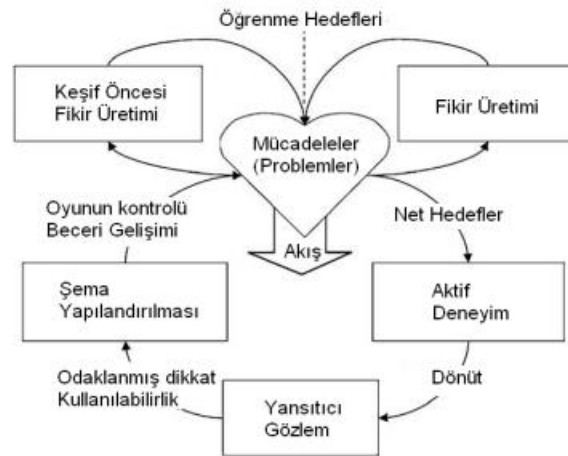 Öğrenme Hedefleri
Keşif Öncesi
Fikir Üretimi
Fikir Üretimi
Mücadeleler
(Problemler)
Oyunun kontrolü
Beceri Gelişimi
Net Hedefler
Akış
Şema
Yapılandırılması
Aktif
Deneyim
Odaklanmış dikkat
Kullanılabilirlik
Dönüt
Yansıtıcı
Gözlem